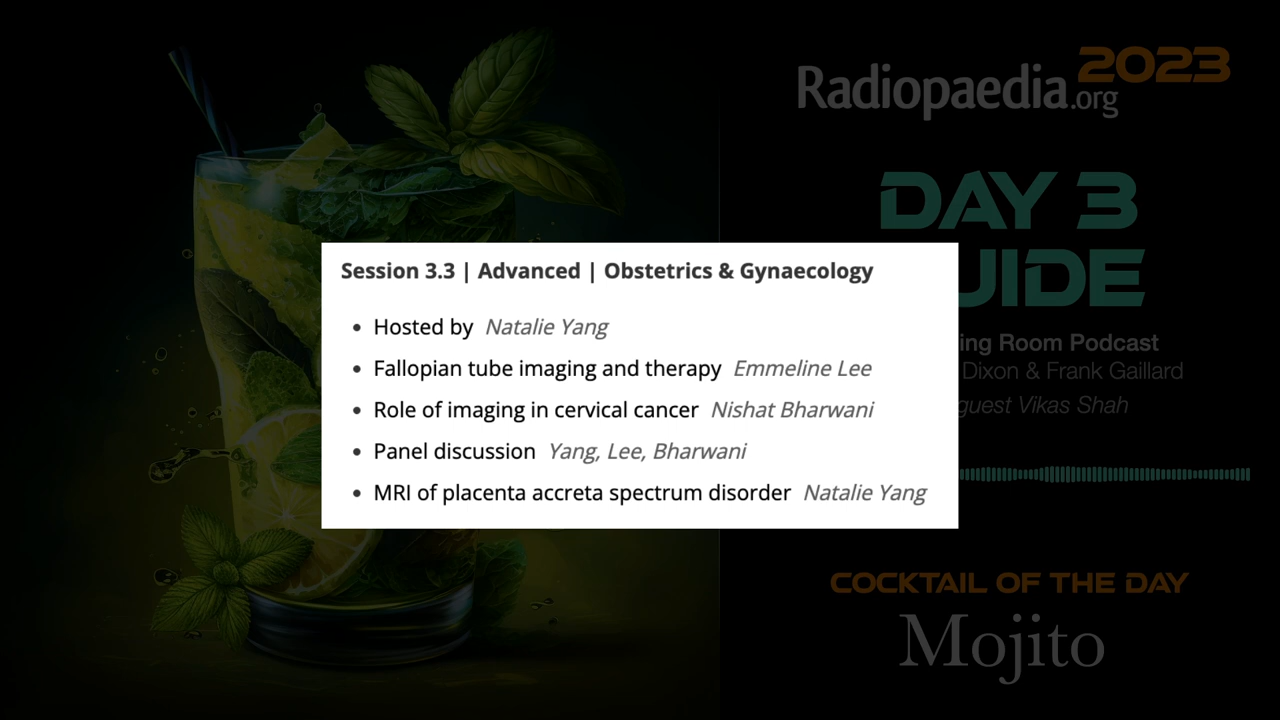 Radiopaedia.org 2023
DAY 3
UIDE
ing Room Podcast
Dixon & Frank Gaillard
guest Vikas Shah
Session 3.3 | Advanced | Obstetrics & Gynaecology
• Hosted by Natalie Yang
• Fallopian tube imaging and therapy Emmeline Lee
• Role of imaging in cervical cancer Nishat Bharwani
• Panel discussion Yang, Lee, Bharwani
• MRI of placenta accreta spectrum disorder Natalie Yang
COCKTAIL OF THE DAY
Mojito